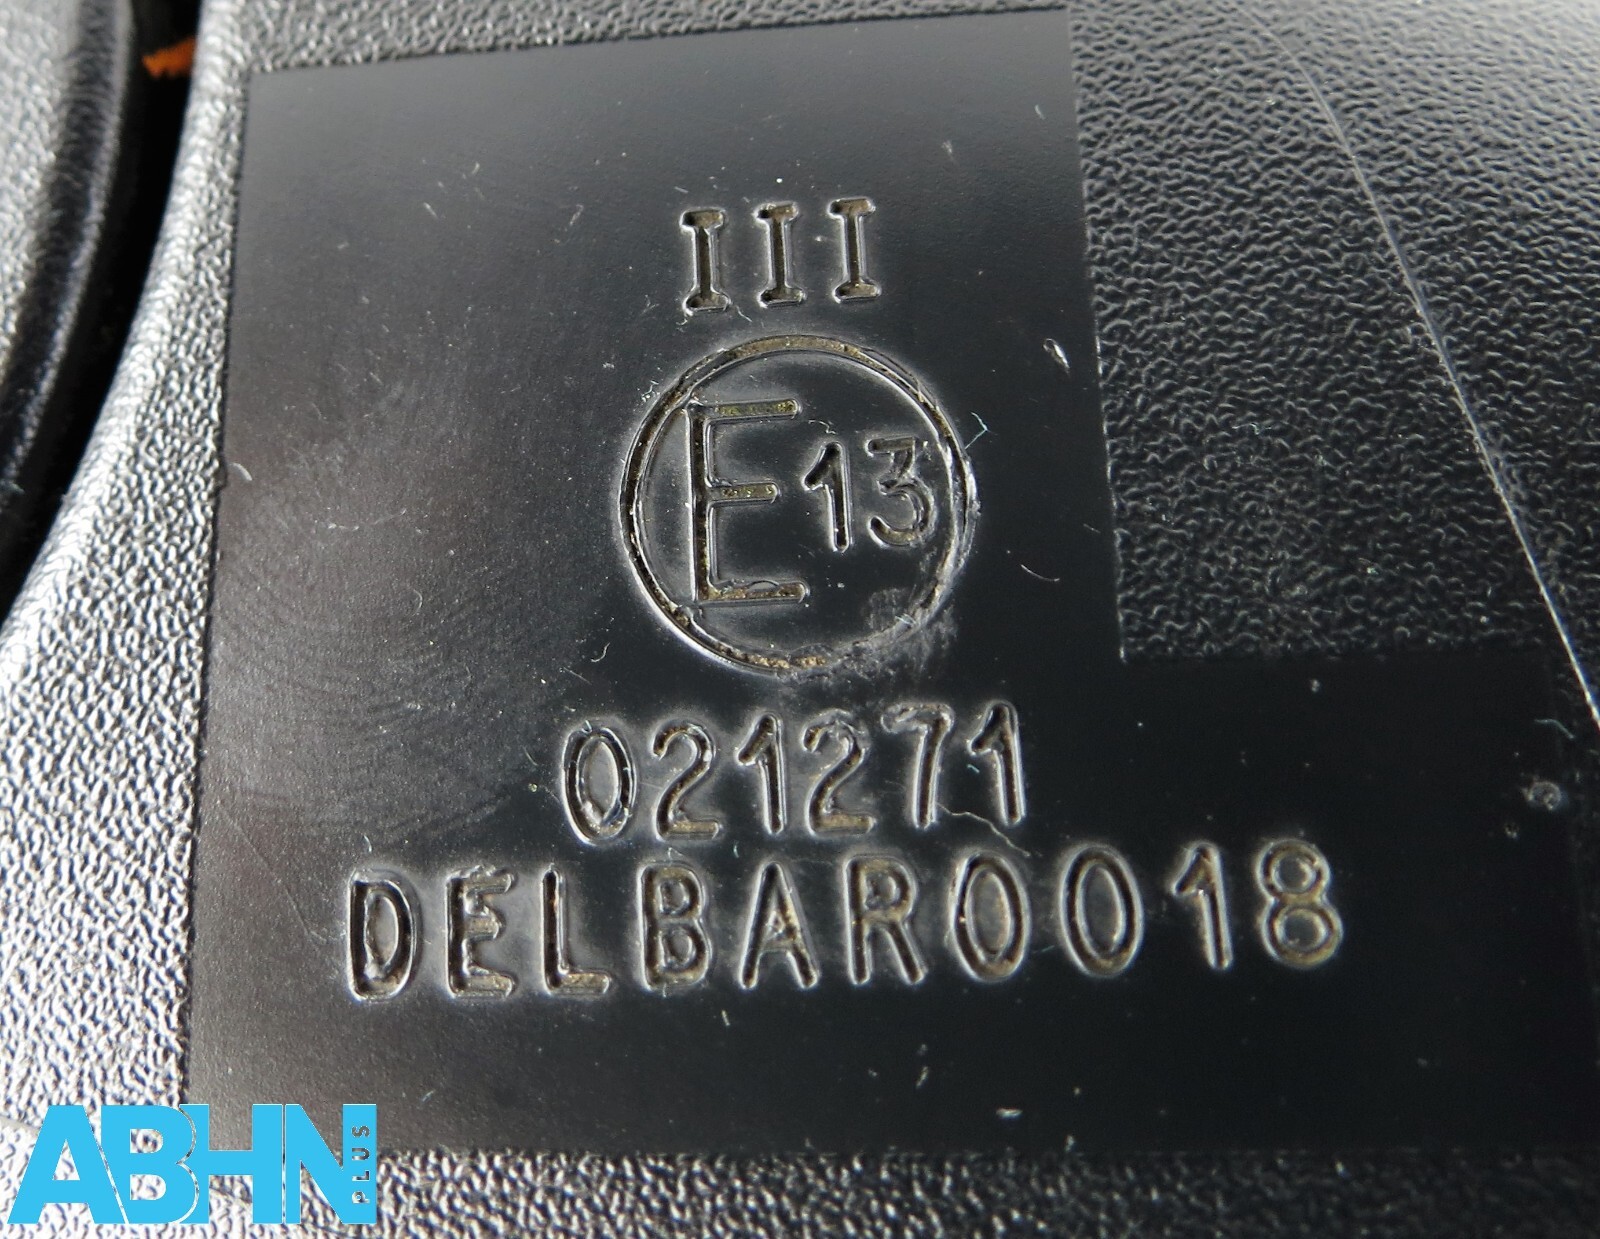 III
E13
021271
DELBAR0018
ABHN PLUS